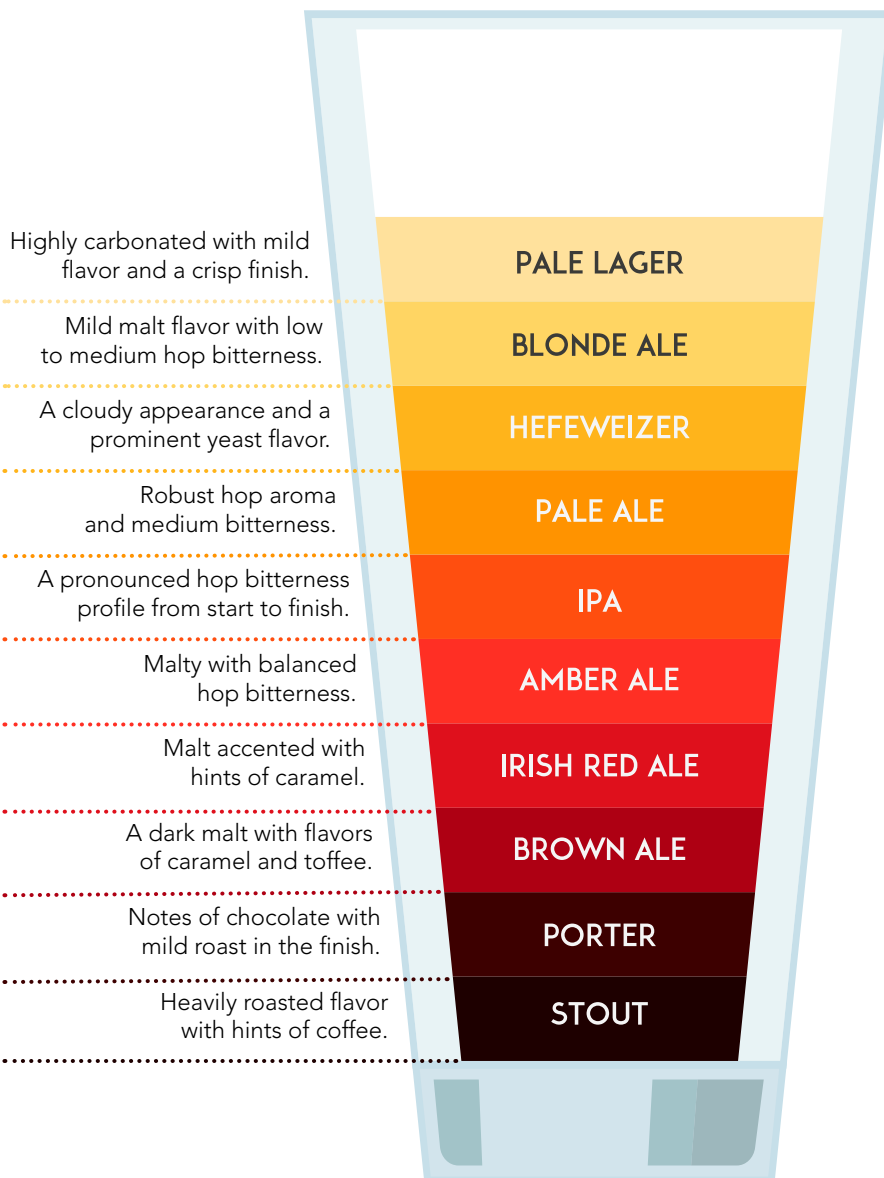 Highly carbonated with mild
flavor and a crisp finish.
PALE LAGER
Mild malt flavor with low
to medium hop bitterness.
BLONDE ALE
A cloudy appearance and a
prominent yeast flavor.
HEFEWEIZER
Robust hop aroma
and medium bitterness.
PALE ALE
A pronounced hop bitterness
profile from start to finish.
IPA
Malty with balanced
hop bitterness.
AMBER ALE
Malt accented with
hints of caramel.
IRISH RED ALE
A dark malt with flavors
of caramel and toffee.
BROWN ALE
Notes of chocolate with
mild roast in the finish.
PORTER
Heavily roasted flavor
with hints of coffee.
STOUT